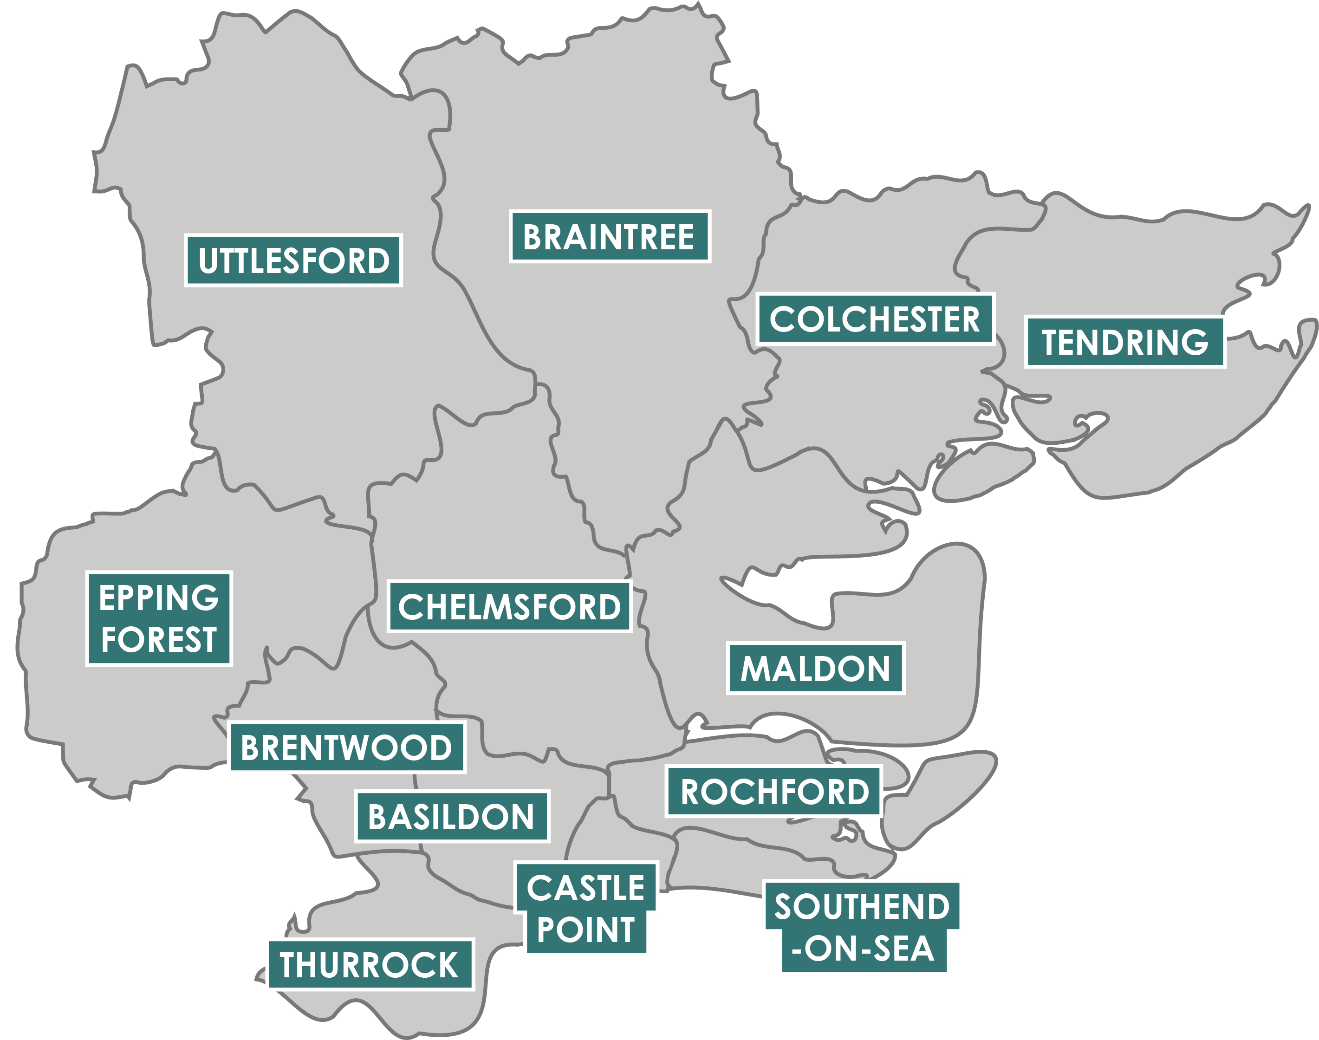 BRAINTREE
UTTLESFORD
COLCHESTER
TENDRING
EPPING
FOREST
CHELMSFORD
MALDON
BRENTWOOD
ROCHFORD
BASILDON
CASTLE
POINT
SOUTHEND
-ON-SEA
THURROCK